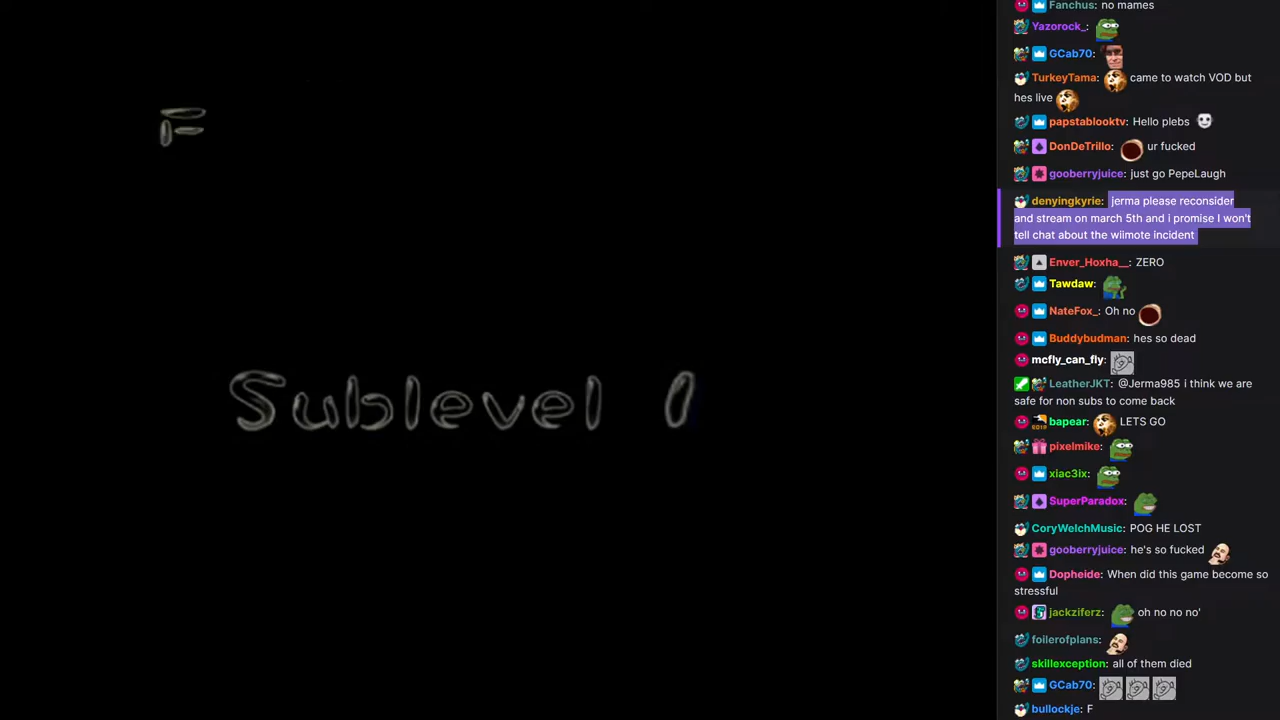 F
Sublevel
Fanchus: no mames
Yazorock_:
GCab70:
TurkeyTama: came to watch VOD but
hes live
papstablooktv: Hello plebs
DonDeTrillo: ur fucked
gooberryjuice: just go PepeLaugh
denyingkyrie: jerma please reconsider
and stream on march 5th and i promise I won't
tell chat about the wiimote incident
Enver_Hoxha__: ZERO
Tawdaw:
NateFox_: Oh no
Buddybudman: hes so dead
mcfly_can_fly:
LeatherJKT: @Jerma985 i think we are
safe for non subs to come back
bapear: LETS GO
pixelmike:
xiac3ix:
SuperParadox:
CoryWelchMusic: POG HE LOST
gooberryjuice: he's so fucked
Dopheide: When did this game become so
stressful
jackziferz: oh no no no'
foilerofplans:
skillexception: all of them died
GCab70:
bullockje: F